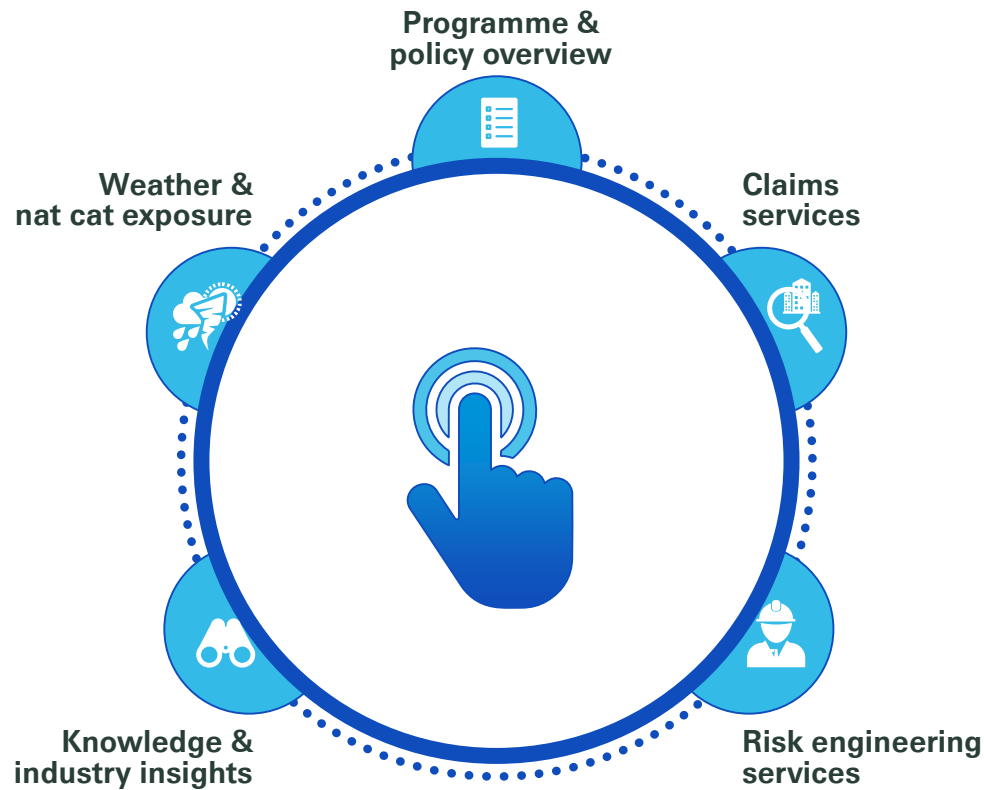 Programme &
policy overview
Weather &
nat cat exposure
Claims
services
Knowledge &
industry insights
Risk engineering
services